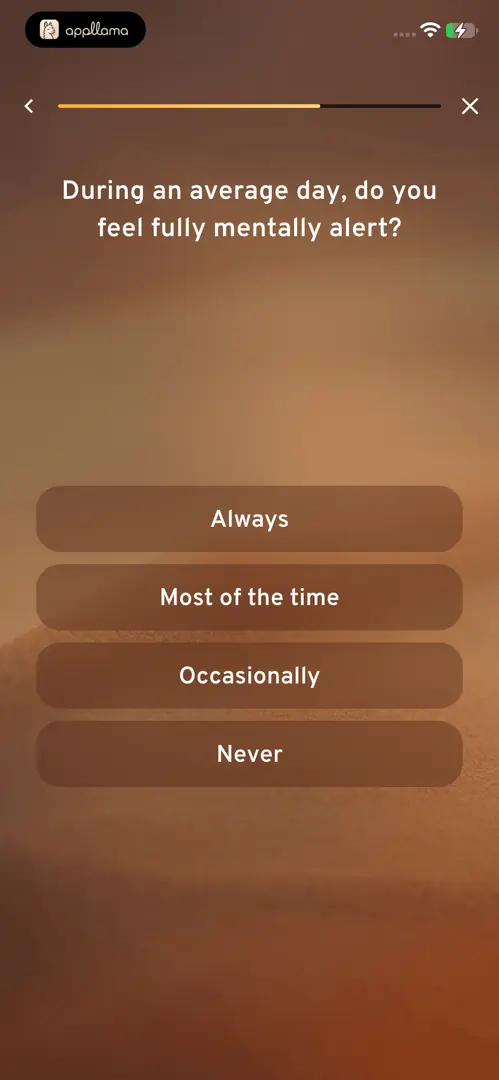 appllama
During an average day, do you
feel fully mentally alert?
Always
Most of the time
Occasionally
Never